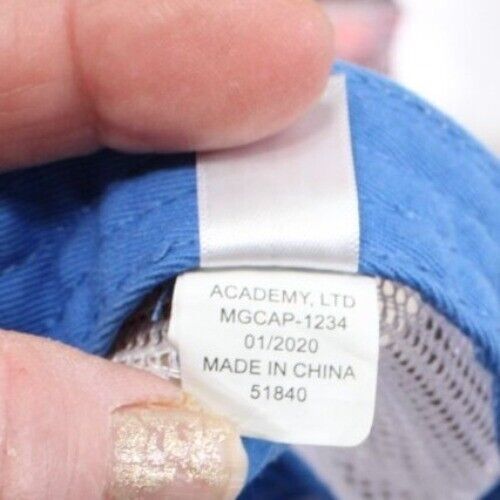 ACADEMY, LTD
MGCAP-1234
01/2020
MADE IN CHINA
51840